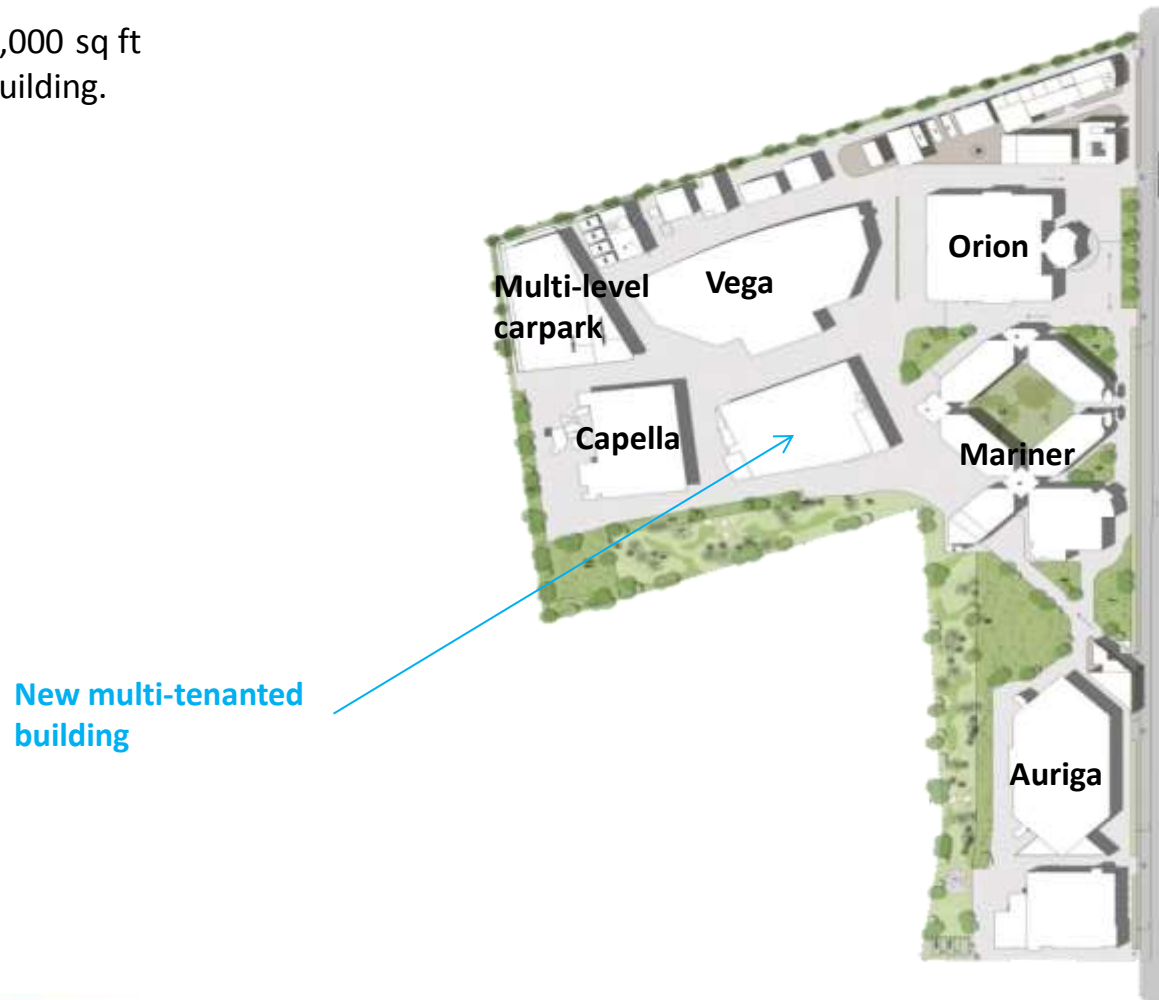 ,000 sq ft
uilding.
Orion
Vega
Multi-level
carpark
Capella
Mariner
New multi-tenanted
building
Auriga